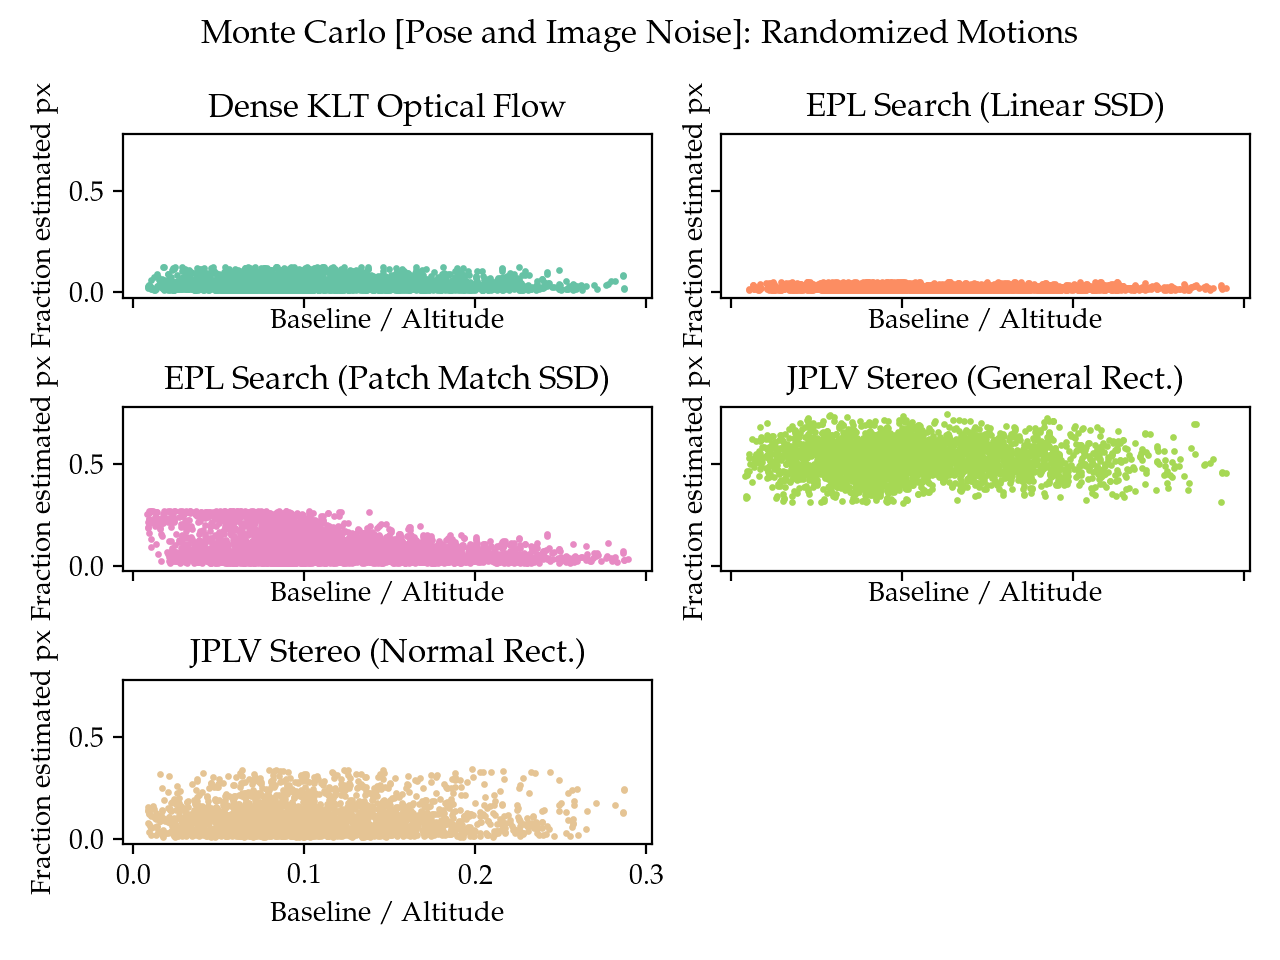 Monte Carlo [Pose and Image Noise]: Randomized Motions
Dense KLT Optical Flow
Fraction estimated px
0.5
0.0
Baseline / Altitude
EPL Search (Linear SSD)
Fraction estimated px
Baseline / Altitude
EPL Search (Patch Match SSD)
Fraction estimated px
0.5
0.0
Baseline / Altitude
JPLV Stereo (General Rect.)
Fraction estimated px
Baseline / Altitude
JPLV Stereo (Normal Rect.)
Fraction estimated px
0.5
0.0
0.0 0.1 0.2 0.3
Baseline / Altitude